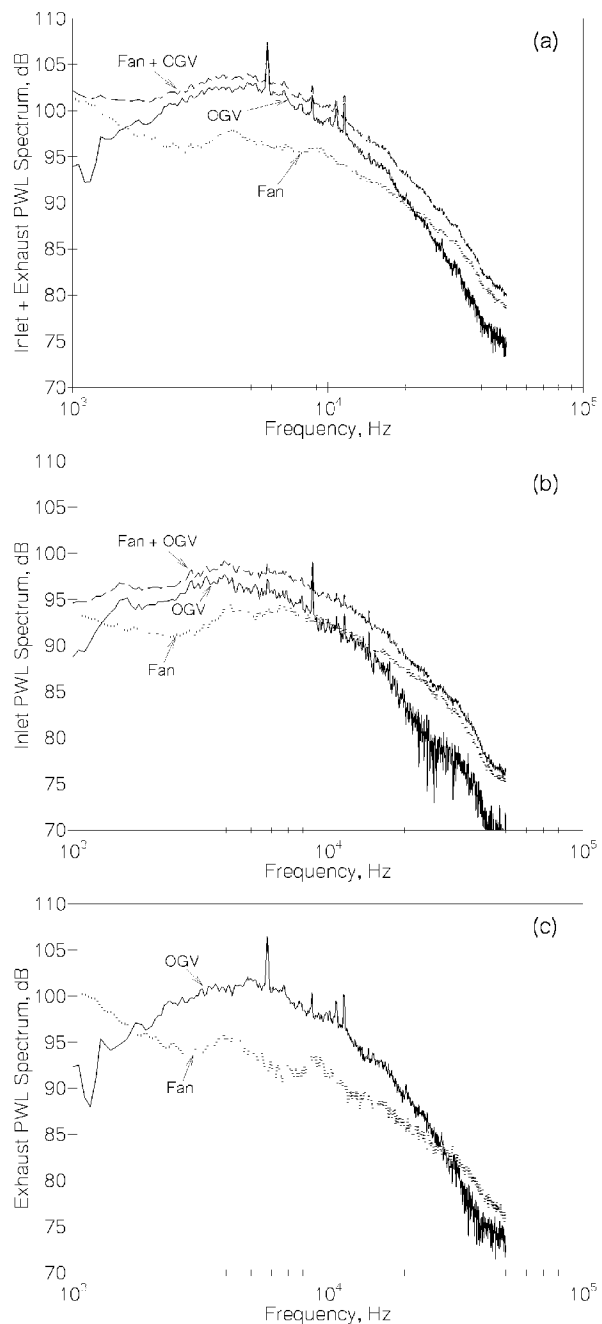 (a)
110
105
100
95
90
85
80
75
70
Fan + CGV
CGV
Fan
Inlet + Exhaust PWL Spectrum, dB
10³
10⁴
10⁵
Frequency, Hz
(b)
110
105
100
95
90
85
80
75
70
Fan + OGV
OGV
Fan
Inlet PWL Spectrum, dB
10³
10⁴
10⁵
Frequency, Hz
(c)
110
105
100
95
90
85
80
75
70
OGV
Fan
Exhaust PWL Spectrum, dB
10³
10⁴
10⁵
Frequency, Hz